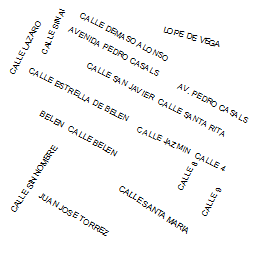 CALLE LAZARO
CALLE SINAI
CALLE DEMASO ALONSO
LOPE DE VEGA
AVENIDA PEDRO CASALS
CALLE SAN JAVIER
CALLE SANTA RITA
AV. PEDRO CASALS
CALLE ESTRELLA DE BELEN
BELEN
CALLE BELEN
CALLE JAZMIN
CALLE 4
CALLE 8
CALLE 9
CALLE SIN NOMBRE
JUAN JOSE TORREZ
CALLE SANTA MARIA